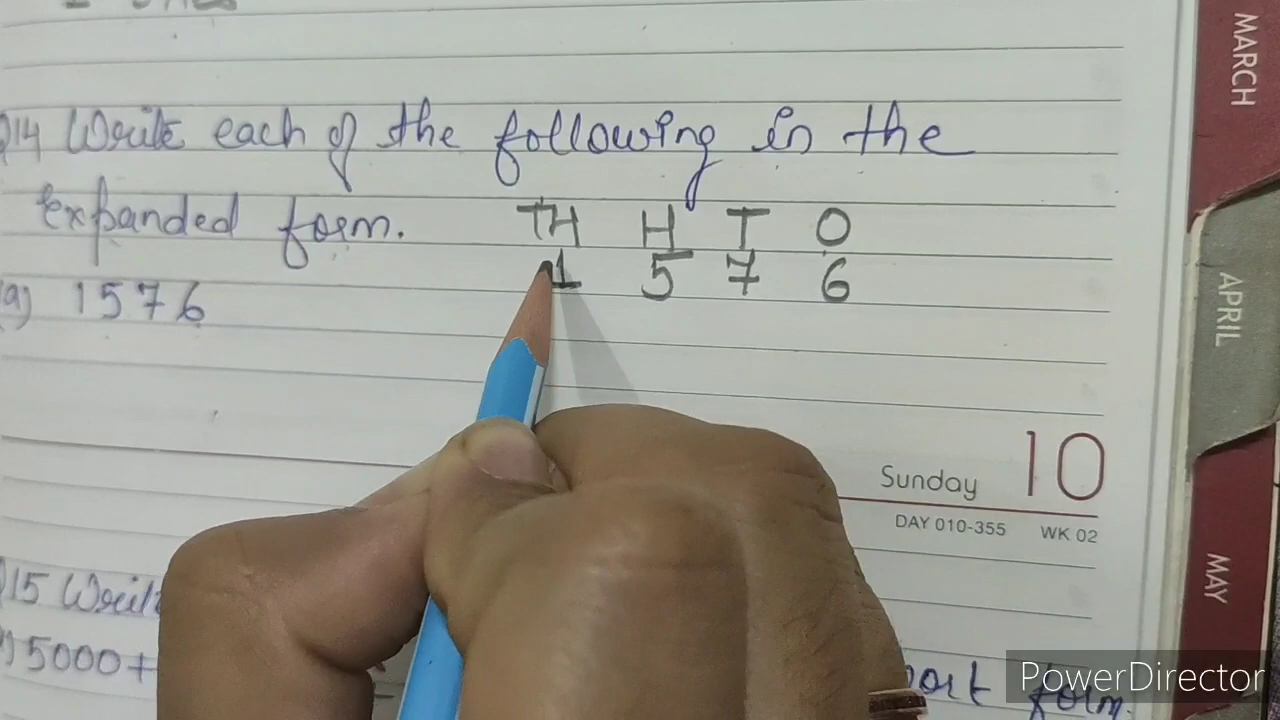 Q14 Write each of the following in the
expanded form.
TH H T O
1 5 7 6
(a) 1576
Sunday 10
DAY 010-355 WK 02
Q15 Write
5000+
form.
MARCH
APRIL
MAY
PowerDirector